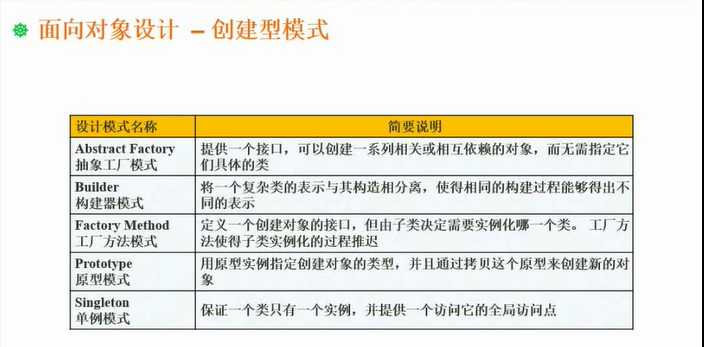 面向对象设计 – 创建型模式
设计模式名称 简要说明
Abstract Factory
抽象工厂模式
提供一个接口，可以创建一系列相关或相互依赖的对象，而无需指定它
们具体的类
Builder
构建器模式
将一个复杂类的表示与其构造相分离，使得相同的构建过程能够得出不
同的表示
Factory Method
工厂方法模式
定义一个创建对象的接口，但由子类决定需要实例化哪一个类。 工厂方
法使得子类实例化的过程推迟
Prototype
原型模式
用原型实例指定创建对象的类型，并且通过拷贝这个原型来创建新的对
象
Singleton
单例模式
保证一个类只有一个实例，并提供一个访问它的全局访问点